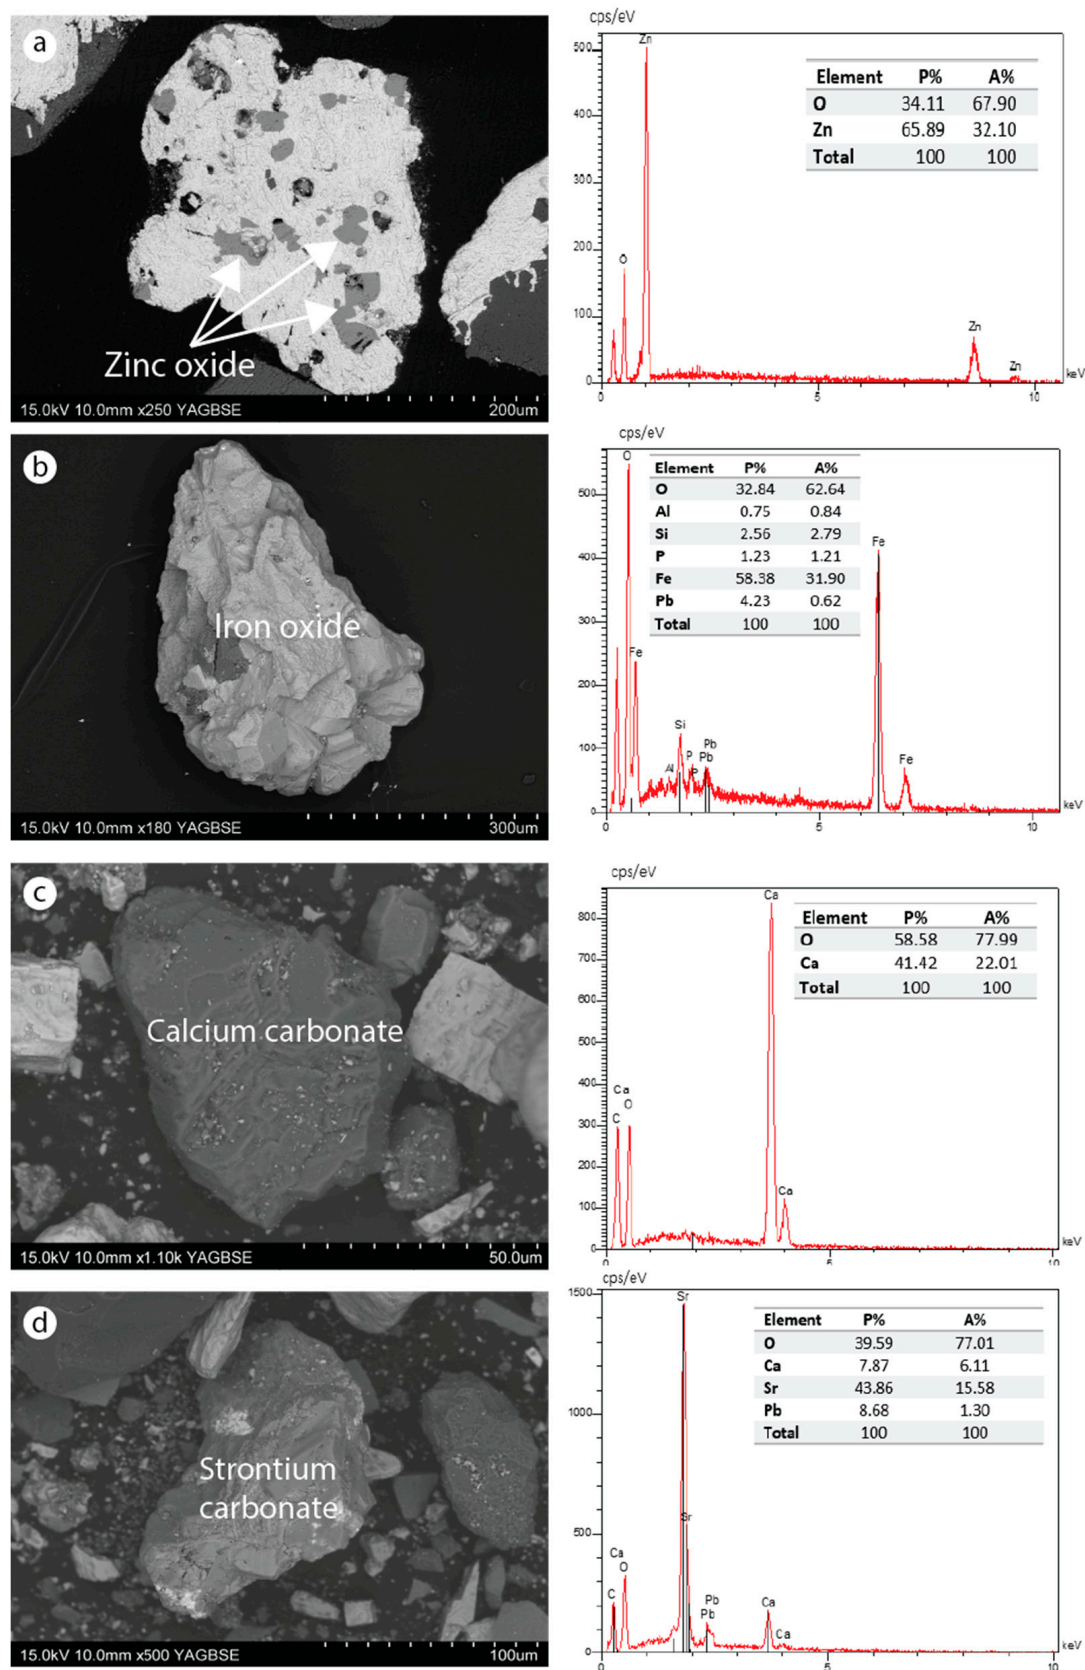 a
Zinc oxide
15.0kV 10.0mm x250 YAGBSE 200um
cps/eV
Zn
500
400
300
200
100
0
O
Zn
Zn
5
10
keV
Element P% A%
O 34.11 67.90
Zn 65.89 32.10
Total 100 100
b
Iron oxide
15.0kV 10.0mm x180 YAGBSE 300um
cps/eV
O
500
400
300
200
100
0
Fe
Al
Si
P
P
Pb
Pb
Fe
Fe
5
10
keV
Element P% A%
O 32.84 62.64
Al 0.75 0.84
Si 2.56 2.79
P 1.23 1.21
Fe 58.38 31.90
Pb 4.23 0.62
Total 100 100
c
Calcium carbonate
15.0kV 10.0mm x1.10k YAGBSE 50.0um
cps/eV
Ca
800
700
600
500
400
300
200
100
0
Ca
C
O
Ca
5
10
keV
Element P% A%
O 58.58 77.99
Ca 41.42 22.01
Total 100 100
d
Strontium
carbonate
15.0kV 10.0mm x500 YAGBSE 100um
cps/eV
Sr
1500
1000
500
0
Sr
Ca
C
O
Pb
Pb
Ca
Ca
5
10
keV
Element P% A%
O 39.59 77.01
Ca 7.87 6.11
Sr 43.86 15.58
Pb 8.68 1.30
Total 100 100